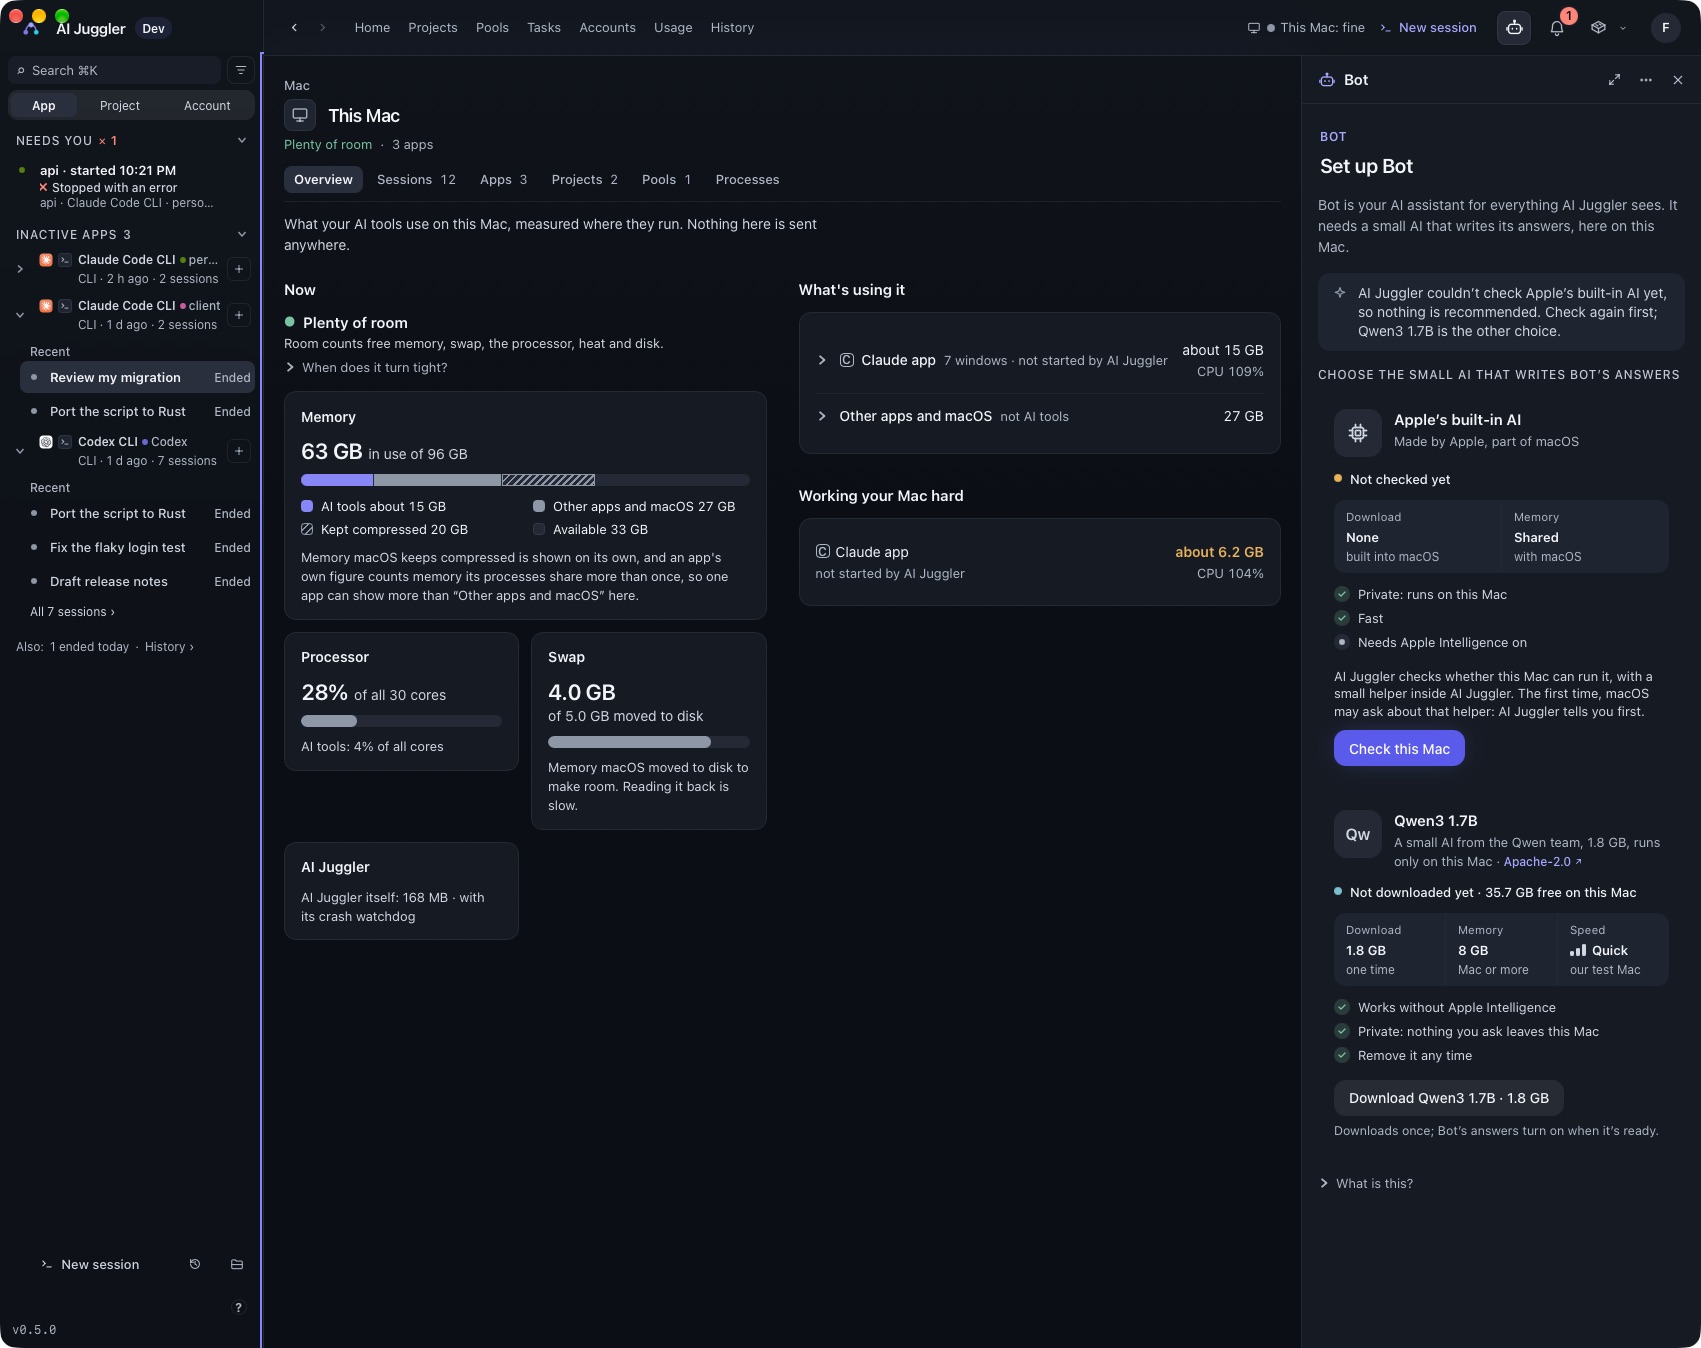 AI Juggler Dev
Search ⌘K
App Project Account
NEEDS YOU × 1
api · started 10:21 PM
Stopped with an error
api · Claude Code CLI · perso…
INACTIVE APPS 3
Claude Code CLI per…
CLI · 2 h ago · 2 sessions
Claude Code CLI client
CLI · 1 d ago · 2 sessions
Recent
Review my migration Ended
Port the script to Rust Ended
Codex CLI Codex
CLI · 1 d ago · 7 sessions
Recent
Port the script to Rust Ended
Fix the flaky login test Ended
Draft release notes Ended
All 7 sessions ›
Also: 1 ended today · History ›
New session
?
v0.5.0
Home Projects Pools Tasks Accounts Usage History
This Mac: fine New session 1 F
Mac
This Mac
Plenty of room · 3 apps
Overview Sessions 12 Apps 3 Projects 2 Pools 1 Processes
What your AI tools use on this Mac, measured where they run. Nothing here is sent
anywhere.
Now
Plenty of room
Room counts free memory, swap, the processor, heat and disk.
When does it turn tight?
Memory
63 GB in use of 96 GB
AI tools about 15 GB Other apps and macOS 27 GB
Kept compressed 20 GB Available 33 GB
Memory macOS keeps compressed is shown on its own, and an app's
own figure counts memory its processes share more than once, so one
app can show more than “Other apps and macOS” here.
Processor
28% of all 30 cores
AI tools: 4% of all cores
Swap
4.0 GB
of 5.0 GB moved to disk
Memory macOS moved to disk to
make room. Reading it back is
slow.
AI Juggler
AI Juggler itself: 168 MB · with
its crash watchdog
What's using it
C Claude app 7 windows · not started by AI Juggler about 15 GB
CPU 109%
Other apps and macOS not AI tools 27 GB
Working your Mac hard
C Claude app about 6.2 GB
not started by AI Juggler CPU 104%
Bot
BOT
Set up Bot
Bot is your AI assistant for everything AI Juggler sees. It
needs a small AI that writes its answers, here on this
Mac.
AI Juggler couldn’t check Apple’s built-in AI yet,
so nothing is recommended. Check again first;
Qwen3 1.7B is the other choice.
CHOOSE THE SMALL AI THAT WRITES BOT’S ANSWERS
Apple’s built-in AI
Made by Apple, part of macOS
Not checked yet
Download Memory
None Shared
built into macOS with macOS
Private: runs on this Mac
Fast
Needs Apple Intelligence on
AI Juggler checks whether this Mac can run it, with a
small helper inside AI Juggler. The first time, macOS
may ask about that helper: AI Juggler tells you first.
Check this Mac
Qw
Qwen3 1.7B
A small AI from the Qwen team, 1.8 GB, runs
only on this Mac · Apache-2.0 ↗
Not downloaded yet · 35.7 GB free on this Mac
Download Memory Speed
1.8 GB 8 GB Quick
one time Mac or more our test Mac
Works without Apple Intelligence
Private: nothing you ask leaves this Mac
Remove it any time
Download Qwen3 1.7B · 1.8 GB
Downloads once; Bot’s answers turn on when it’s ready.
What is this?